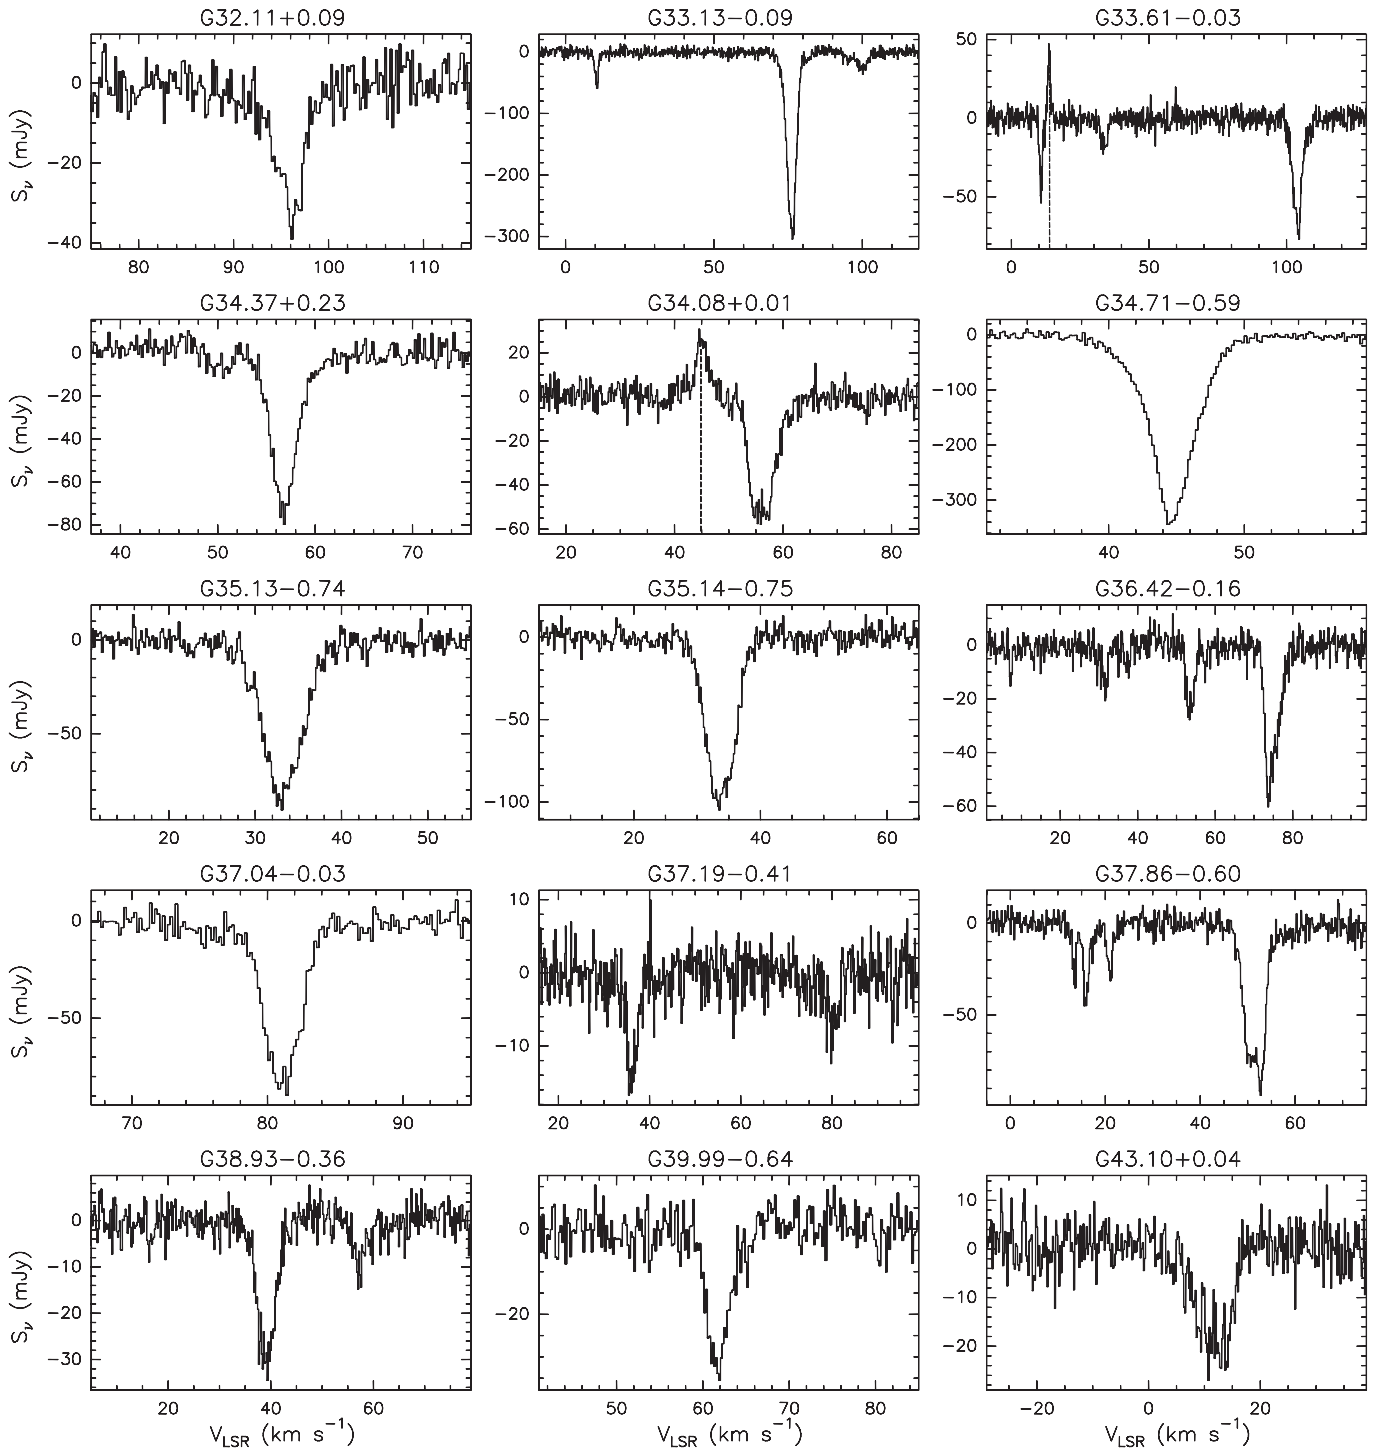 G32.11+0.09 G33.13−0.09 G33.61−0.03
S_ν (mJy) 0 −20 −40 0 −100 −200 −300 50 0 −50
80 90 100 110 0 50 100 0 50 100
G34.37+0.23 G34.08+0.01 G34.71−0.59
S_ν (mJy) 0 −20 −40 −60 −80 20 0 −20 −40 −60 0 −100 −200 −300
40 50 60 70 20 40 60 80 40 50
G35.13−0.74 G35.14−0.75 G36.42−0.16
S_ν (mJy) 0 −50 0 −50 −100 0 −20 −40 −60
20 30 40 50 20 40 60 20 40 60 80
G37.04−0.03 G37.19−0.41 G37.86−0.60
S_ν (mJy) 0 −50 10 0 −10 0 −50
70 80 90 20 40 60 80 0 20 40 60
G38.93−0.36 G39.99−0.64 G43.10+0.04
S_ν (mJy) 0 −10 −20 −30 0 −20 10 0 −10 −20
20 40 60 50 60 70 80 −20 0 20
V_LSR (km s⁻¹) V_LSR (km s⁻¹) V_LSR (km s⁻¹)